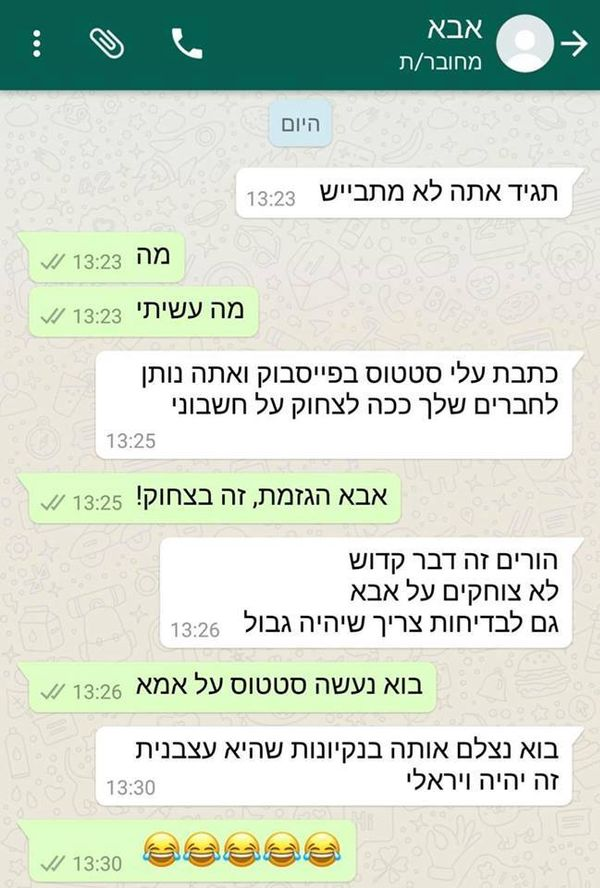 אבא
מחובר/ת
היום
תגיד אתה לא מתבייש 13:23
מה 13:23
מה עשיתי 13:23
כתבת עלי סטטוס בפייסבוק ואתה נותן
לחברים שלך ככה לצחוק על חשבוני
13:25
אבא הגזמת, זה בצחוק! 13:25
הורים זה דבר קדוש
לא צוחקים על אבא
גם לבדיחות צריך שיהיה גבול 13:26
בוא נעשה סטטוס על אמא 13:26
בוא נצלם אותה בנקיונות שהיא עצבנית
זה יהיה ויראלי 13:30
😂😂😂😂😂 13:30